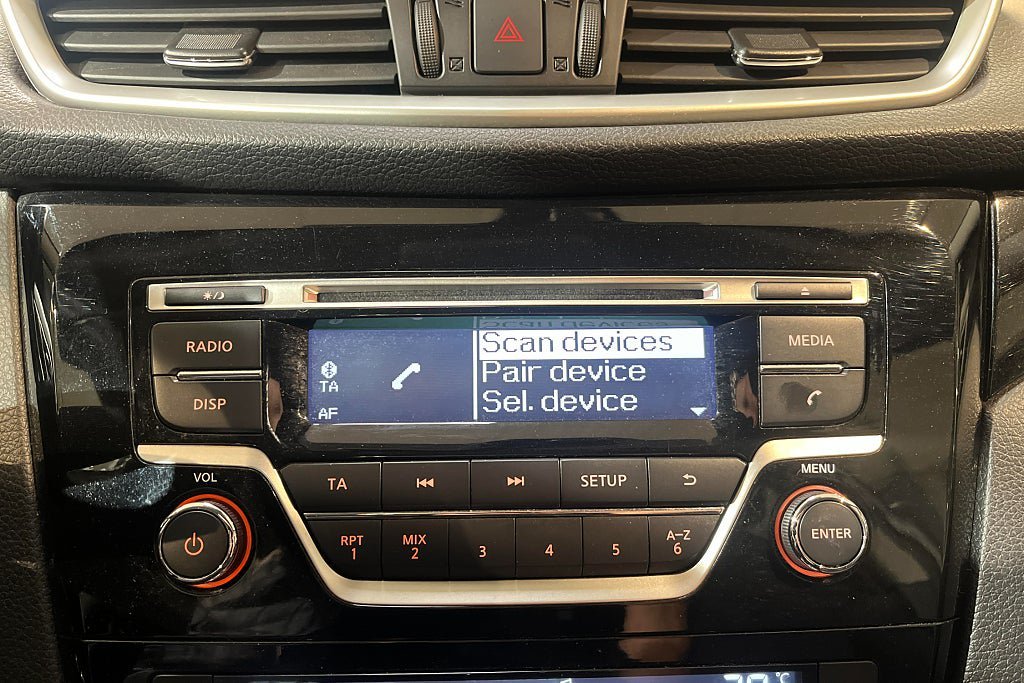 RADIO
DISP
TA
AF
Scan devices
Pair device
Sel. device
MEDIA
VOL
TA
SETUP
MENU
RPT
1
MIX
2
3
4
5
A–Z
6
ENTER
°C